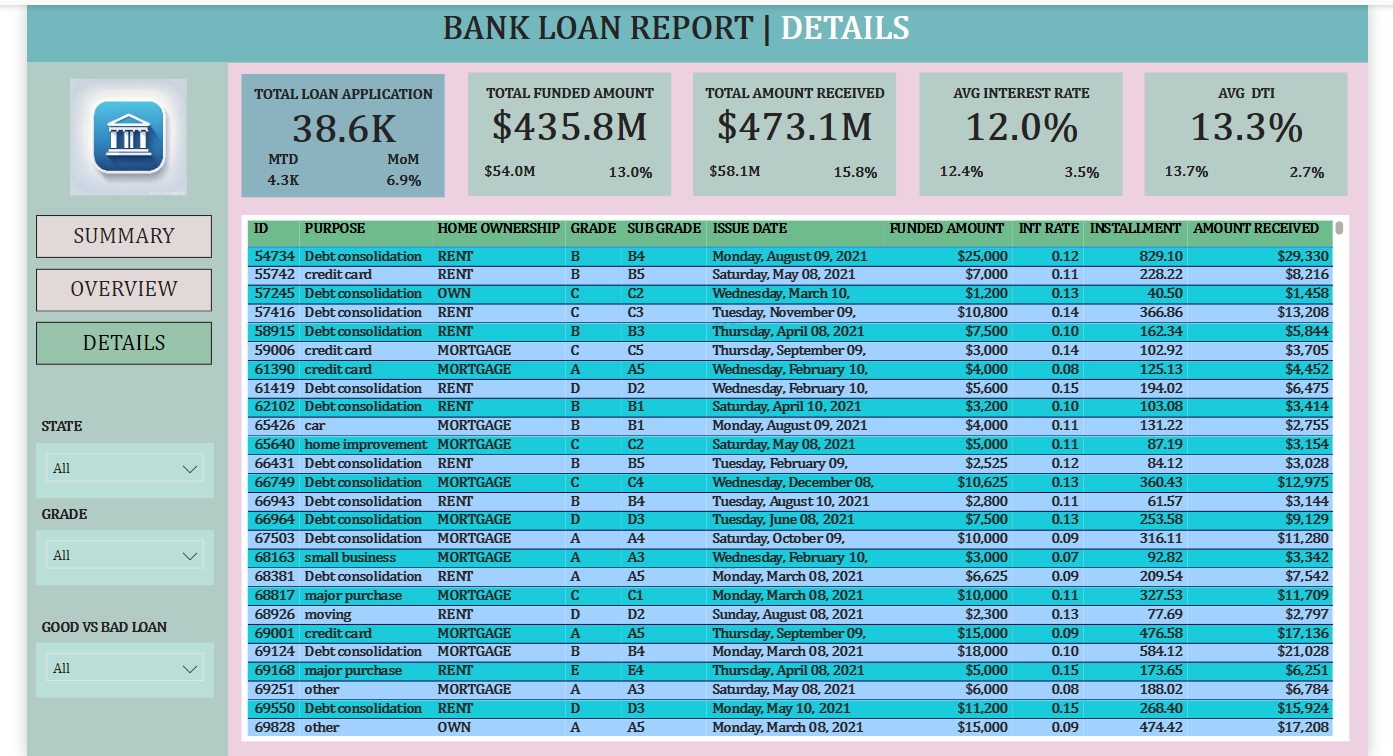 BANK LOAN REPORT | DETAILS
TOTAL LOAN APPLICATION
38.6K
MTD MoM
4.3K 6.9%
TOTAL FUNDED AMOUNT
$435.8M
$54.0M 13.0%
TOTAL AMOUNT RECEIVED
$473.1M
$58.1M 15.8%
AVG INTEREST RATE
12.0%
12.4% 3.5%
AVG DTI
13.3%
13.7% 2.7%
SUMMARY
OVERVIEW
DETAILS
STATE
All
GRADE
All
GOOD VS BAD LOAN
All
ID PURPOSE HOME OWNERSHIP GRADE SUB GRADE ISSUE DATE FUNDED AMOUNT INT RATE INSTALLMENT AMOUNT RECEIVED
54734 Debt consolidation RENT B B4 Monday, August 09, 2021 $25,000 0.12 829.10 $29,330
55742 credit card RENT B B5 Saturday, May 08, 2021 $7,000 0.11 228.22 $8,216
57245 Debt consolidation OWN C C2 Wednesday, March 10, $1,200 0.13 40.50 $1,458
57416 Debt consolidation RENT C C3 Tuesday, November 09, $10,800 0.14 366.86 $13,208
58915 Debt consolidation RENT B B3 Thursday, April 08, 2021 $7,500 0.10 162.34 $5,844
59006 credit card MORTGAGE C C5 Thursday, September 09, $3,000 0.14 102.92 $3,705
61390 credit card MORTGAGE A A5 Wednesday, February 10, $4,000 0.08 125.13 $4,452
61419 Debt consolidation RENT D D2 Wednesday, February 10, $5,600 0.15 194.02 $6,475
62102 Debt consolidation RENT B B1 Saturday, April 10, 2021 $3,200 0.10 103.08 $3,414
65426 car MORTGAGE B B1 Monday, August 09, 2021 $4,000 0.11 131.22 $2,755
65640 home improvement MORTGAGE C C2 Saturday, May 08, 2021 $5,000 0.11 87.19 $3,154
66431 Debt consolidation RENT B B5 Tuesday, February 09, $2,525 0.12 84.12 $3,028
66749 Debt consolidation MORTGAGE C C4 Wednesday, December 08, $10,625 0.13 360.43 $12,975
66943 Debt consolidation RENT B B4 Tuesday, August 10, 2021 $2,800 0.11 61.57 $3,144
66964 Debt consolidation MORTGAGE D D3 Tuesday, June 08, 2021 $7,500 0.13 253.58 $9,129
67503 Debt consolidation MORTGAGE A A4 Saturday, October 09, $10,000 0.09 316.11 $11,280
68163 small business MORTGAGE A A3 Wednesday, February 10, $3,000 0.07 92.82 $3,342
68381 Debt consolidation RENT A A5 Monday, March 08, 2021 $6,625 0.09 209.54 $7,542
68817 major purchase MORTGAGE C C1 Monday, March 08, 2021 $10,000 0.11 327.53 $11,709
68926 moving RENT D D2 Sunday, August 08, 2021 $2,300 0.13 77.69 $2,797
69001 credit card MORTGAGE A A5 Thursday, September 09, $15,000 0.09 476.58 $17,136
69124 Debt consolidation MORTGAGE B B4 Monday, March 08, 2021 $18,000 0.10 584.12 $21,028
69168 major purchase RENT E E4 Thursday, April 08, 2021 $5,000 0.15 173.65 $6,251
69251 other MORTGAGE A A3 Saturday, May 08, 2021 $6,000 0.08 188.02 $6,784
69550 Debt consolidation RENT D D3 Monday, May 10, 2021 $11,200 0.15 268.40 $15,924
69828 other OWN A A5 Monday, March 08, 2021 $15,000 0.09 474.42 $17,208